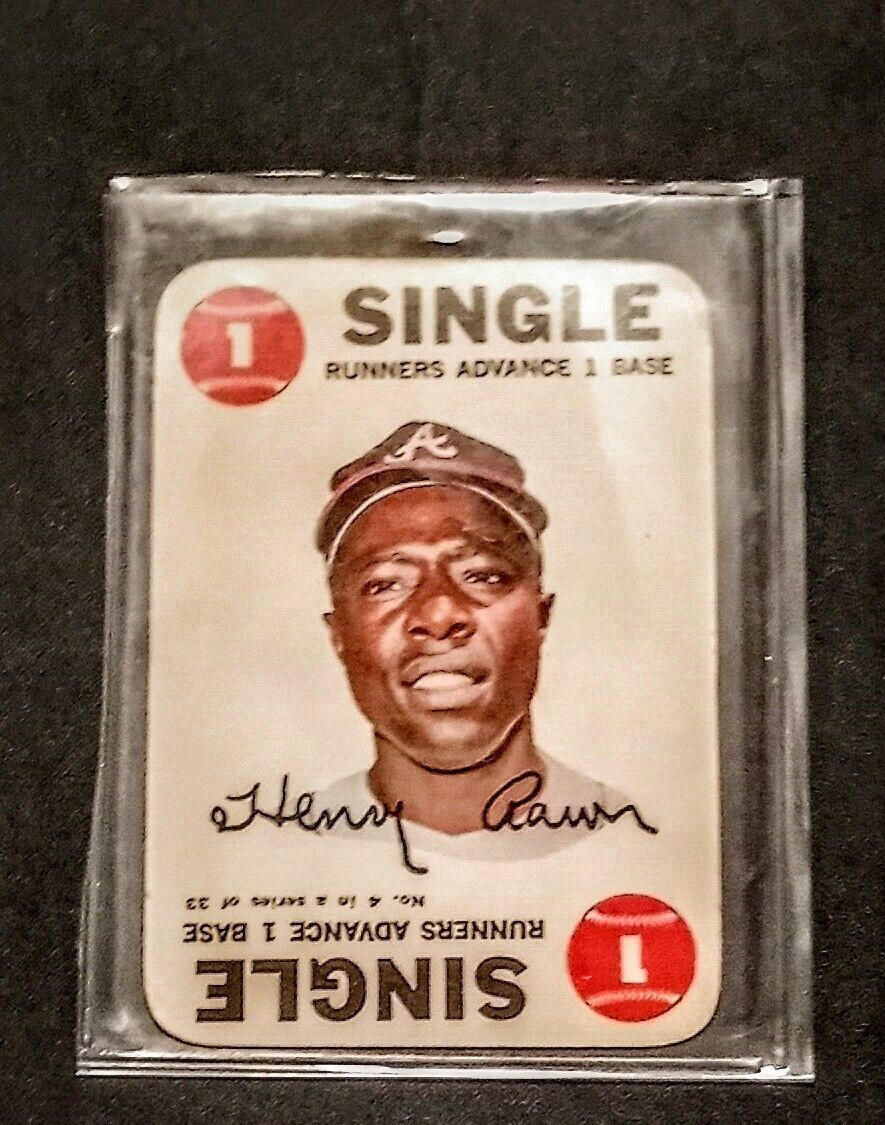 1
SINGLE
RUNNERS ADVANCE 1 BASE
A
Henry Aaron
No. 4 in a series of 33
RUNNERS ADVANCE 1 BASE
SINGLE
1